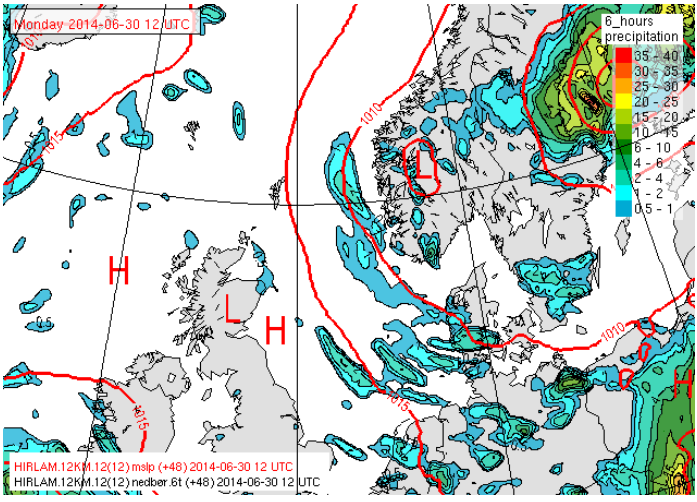 Monday 2014-06-30 12 UTC
6_hours
precipitation
35 - 40
30 - 35
25 - 30
20 - 25
15 - 20
10 - 15
6 - 10
4 - 6
2 - 4
1 - 2
0.5 - 1
1010
1015
1010
L
H
L
H
1010
H
1015
1015
HIRLAM.12KM.12(12) mslp (+48) 2014-06-30 12 UTC
HIRLAM.12KM.12(12) nedbør.6t (+48) 2014-06-30 12 UTC